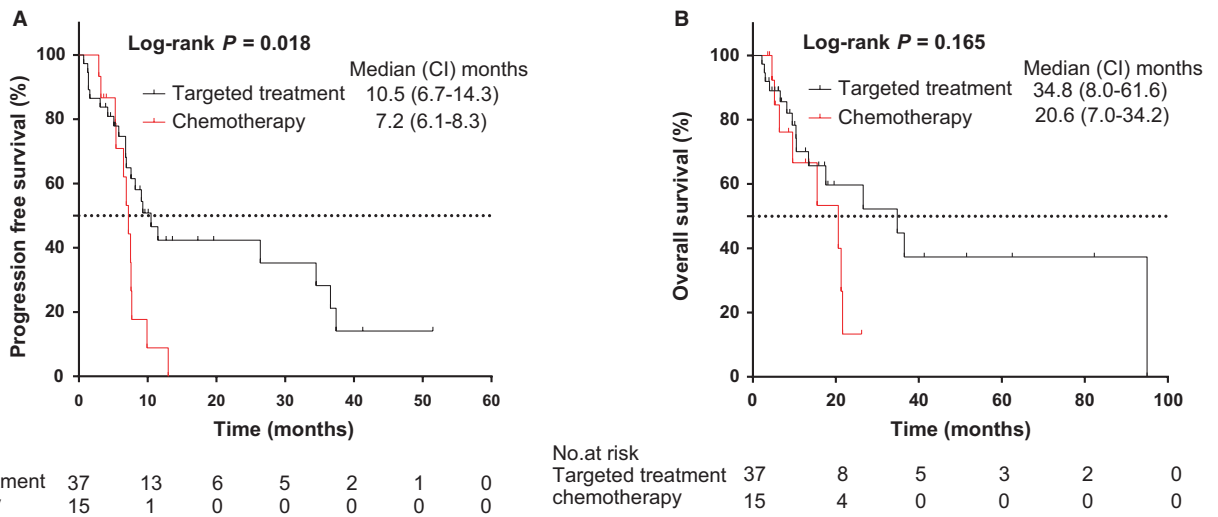 A
Log-rank P = 0.018
Median (CI) months
Targeted treatment 10.5 (6.7-14.3)
Chemotherapy 7.2 (6.1-8.3)
Progression free survival (%)
100
80
60
40
20
0
0 10 20 30 40 50 60
Time (months)
37 13 6 5 2 1 0
15 1 0 0 0 0 0
B
Log-rank P = 0.165
Median (CI) months
Targeted treatment 34.8 (8.0-61.6)
Chemotherapy 20.6 (7.0-34.2)
Overall survival (%)
100
80
60
40
20
0
0 20 40 60 80 100
Time (months)
No.at risk
Targeted treatment 37 8 5 3 2 0
chemotherapy 15 4 0 0 0 0